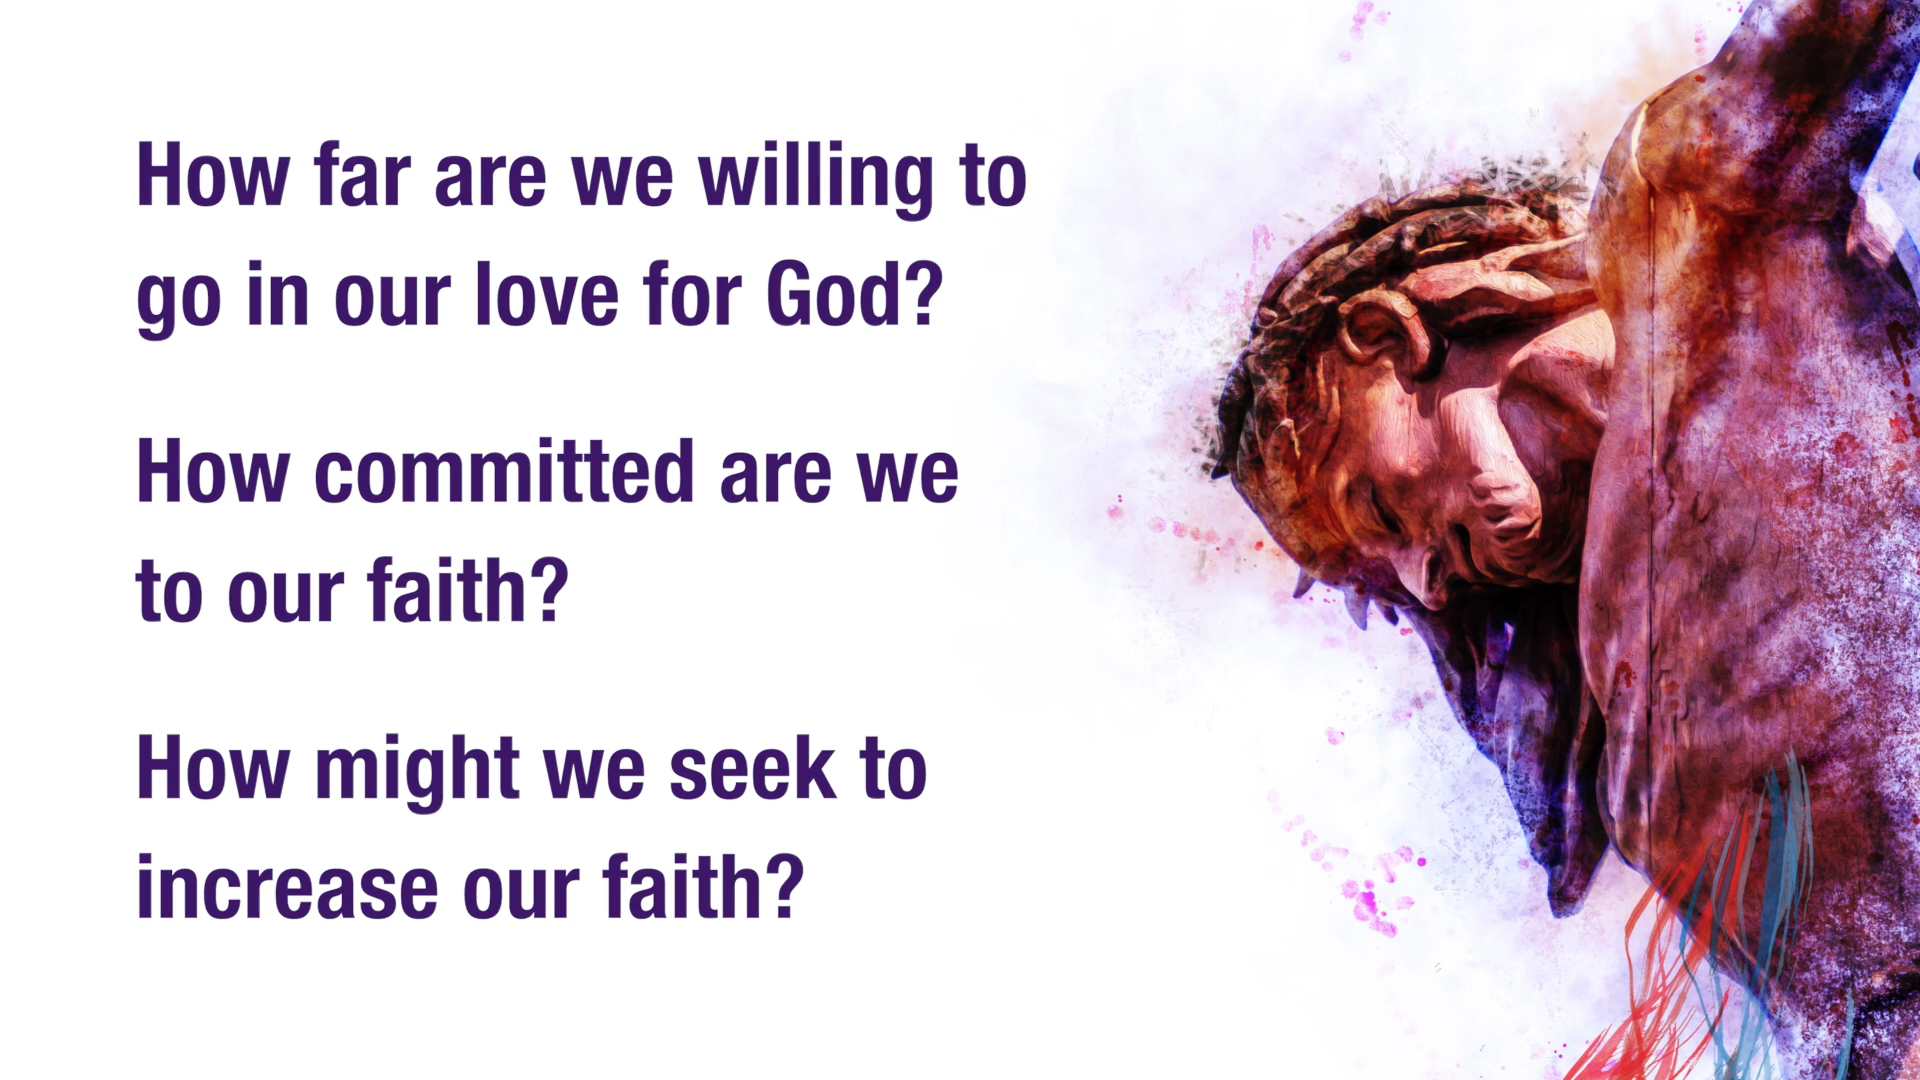 How far are we willing to
go in our love for God?
How committed are we
to our faith?
How might we seek to
increase our faith?